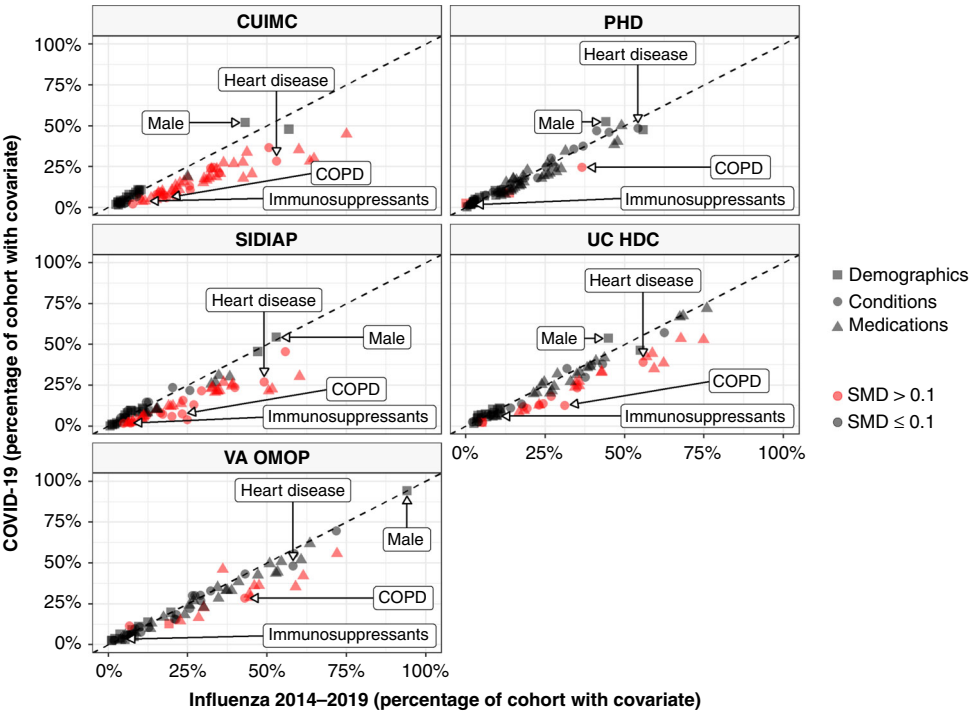 CUIMC
PHD
100%
75%
50%
25%
0%
Heart disease
Male
COPD
Immunosuppressants
Heart disease
Male
COPD
Immunosuppressants
SIDIAP
UC HDC
100%
75%
50%
25%
0%
Heart disease
Male
COPD
Immunosuppressants
Heart disease
Male
COPD
Immunosuppressants
0% 25% 50% 75% 100%
VA OMOP
100%
75%
50%
25%
0%
Heart disease
Male
COPD
Immunosuppressants
0% 25% 50% 75% 100%
COVID-19 (percentage of cohort with covariate)
Influenza 2014–2019 (percentage of cohort with covariate)
Demographics
Conditions
Medications
SMD > 0.1
SMD ≤ 0.1